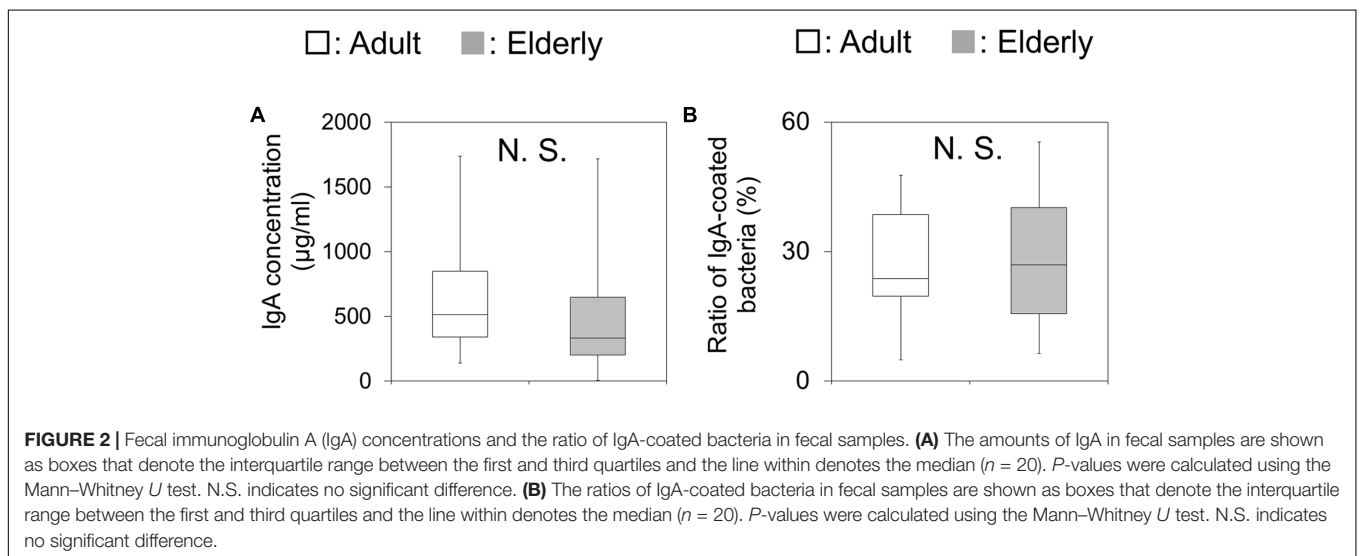 □: Adult ■: Elderly
□: Adult ■: Elderly
A
IgA concentration
(µg/ml)
2000
1500
1000
500
0
N. S.
B
Ratio of IgA-coated
bacteria (%)
60
30
0
N. S.
FIGURE 2 | Fecal immunoglobulin A (IgA) concentrations and the ratio of IgA-coated bacteria in fecal samples. (A) The amounts of IgA in fecal samples are shown
as boxes that denote the interquartile range between the first and third quartiles and the line within denotes the median (n = 20). P-values were calculated using the
Mann–Whitney U test. N.S. indicates no significant difference. (B) The ratios of IgA-coated bacteria in fecal samples are shown as boxes that denote the interquartile
range between the first and third quartiles and the line within denotes the median (n = 20). P-values were calculated using the Mann–Whitney U test. N.S. indicates
no significant difference.